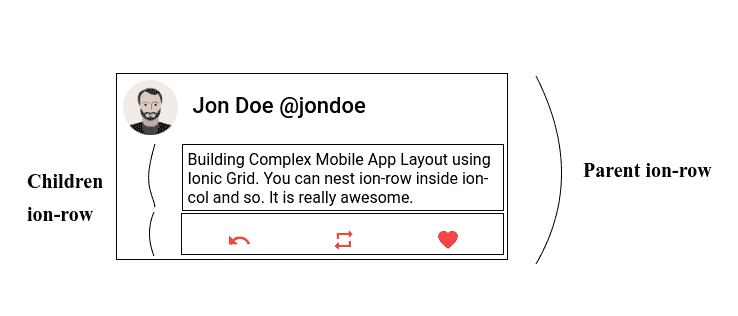 Jon Doe @jondoe
Building Complex Mobile App Layout using
Ionic Grid. You can nest ion-row inside ion-
col and so. It is really awesome.
Children
ion-row
Parent ion-row